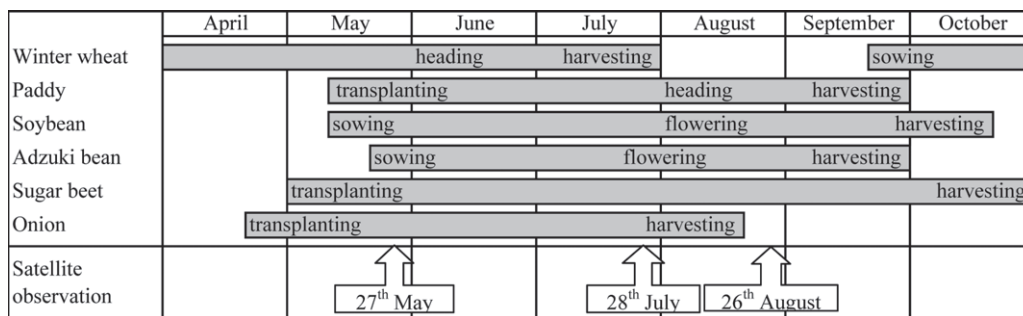 April May June July August September October
Winter wheat heading harvesting sowing
Paddy transplanting heading harvesting
Soybean sowing flowering harvesting
Adzuki bean sowing flowering harvesting
Sugar beet transplanting harvesting
Onion transplanting harvesting
Satellite
observation
27th May 28th July 26th August